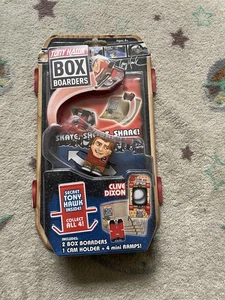 TONY HAWK
BOX
BOARDERS
SKATE, SHOOT, SHARE!
CLIVE
DIXON
SECRET
TONY
HAWK
INSIDE!
COLLECT
ALL 4!
INCLUDES:
2 BOX BOARDERS
1 CAM HOLDER + 4 MINI RAMPS!